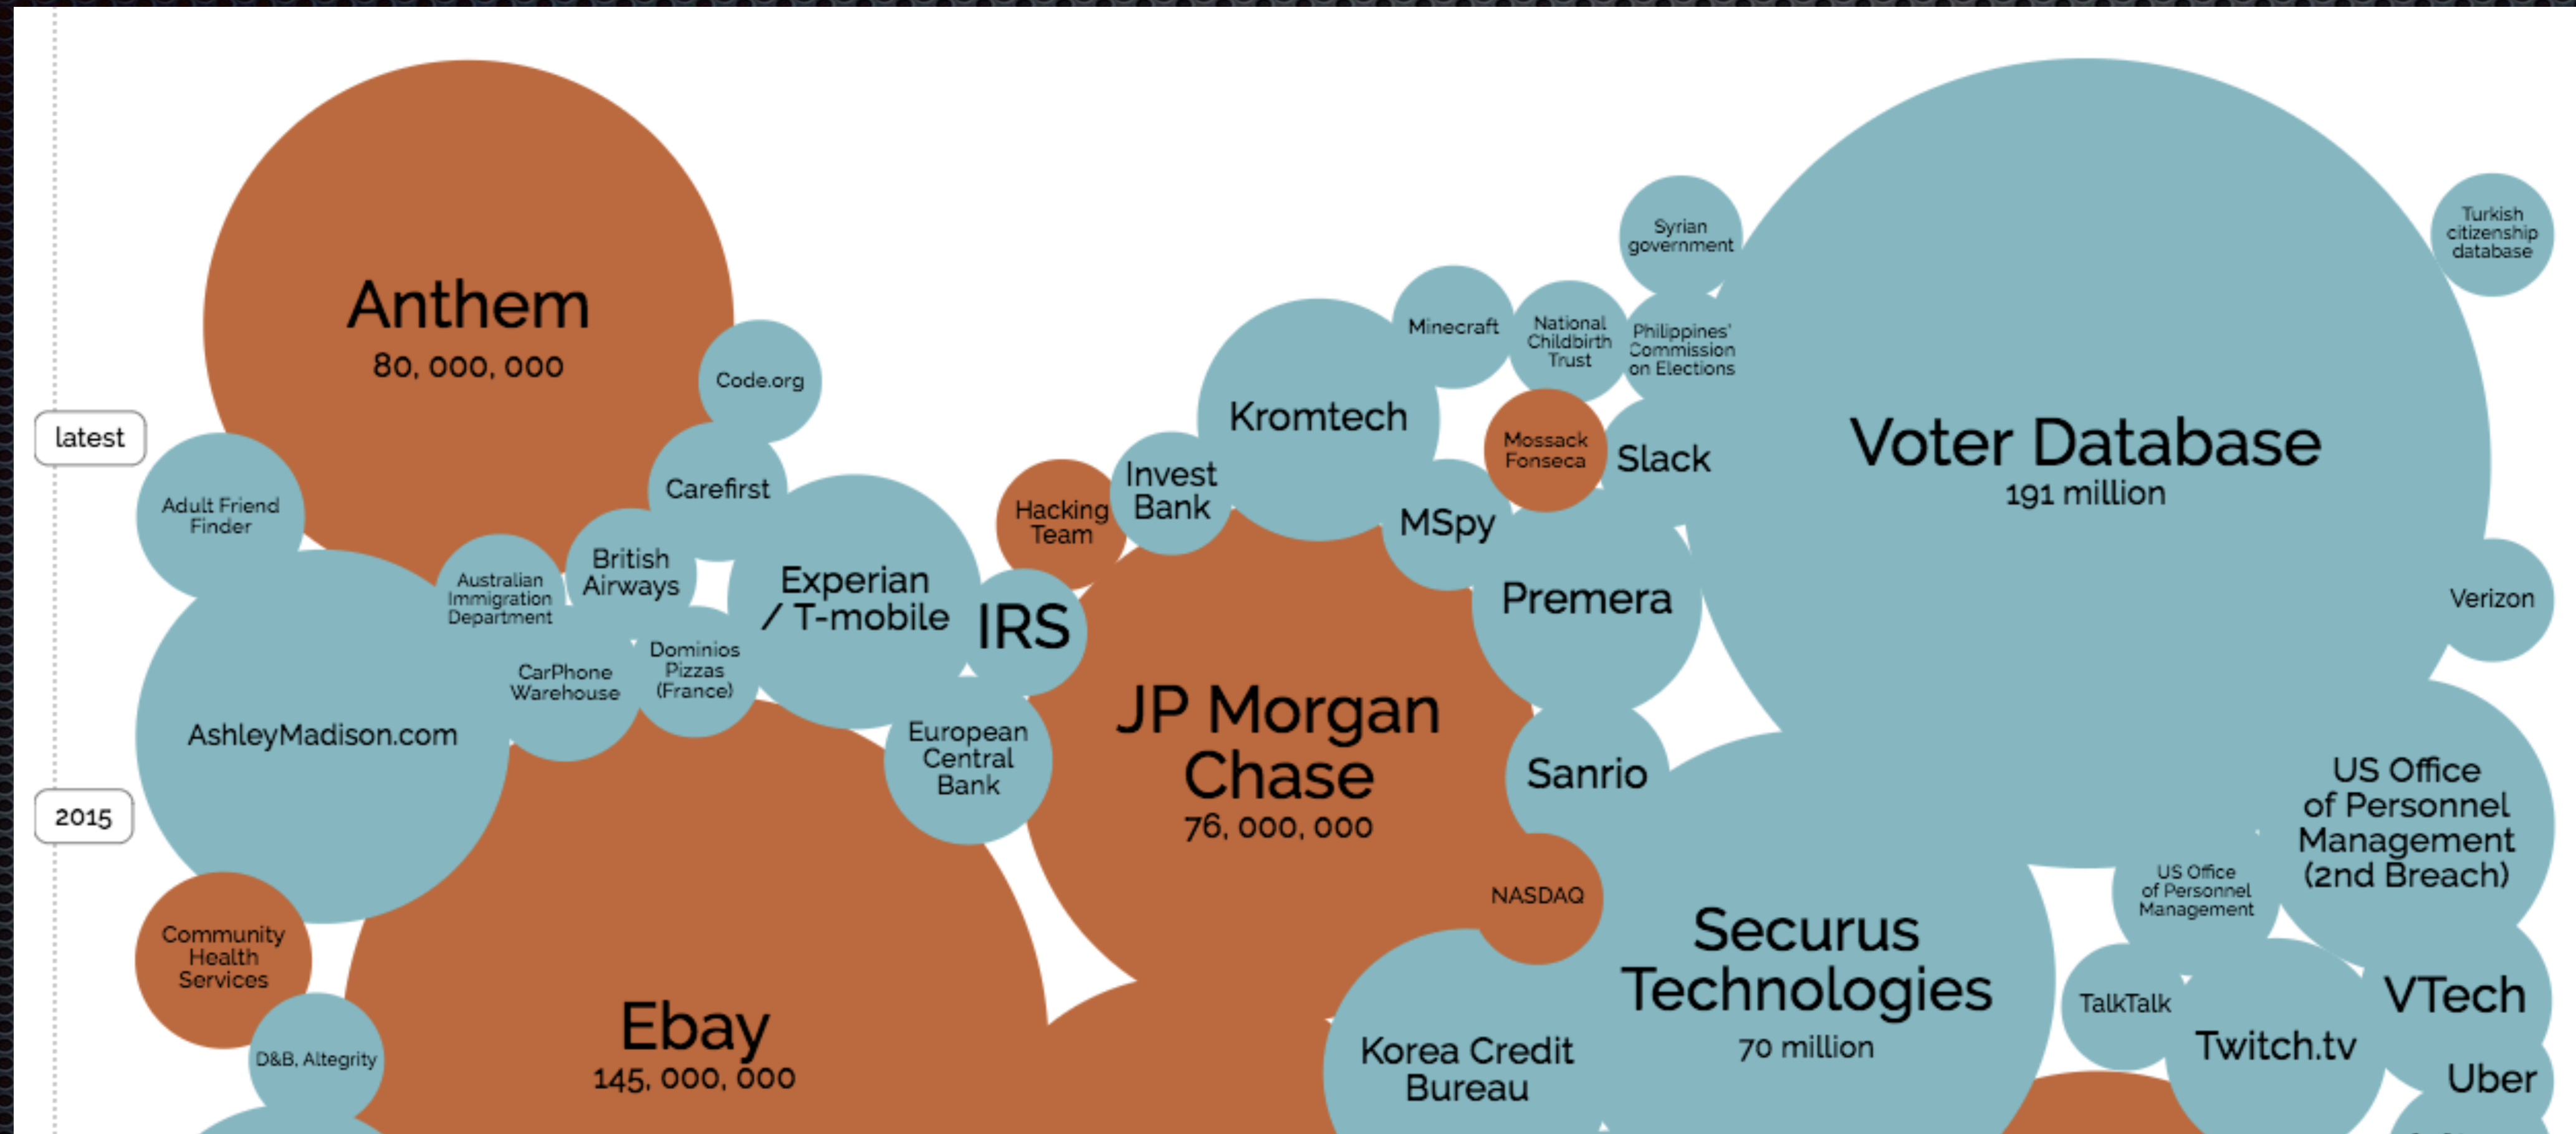 Anthem
80, 000, 000
Code.org
latest
Adult Friend
Finder
Carefirst
Australian
Immigration
Department
British
Airways
Experian
/ T-mobile
CarPhone
Warehouse
Dominios
Pizzas
(France)
AshleyMadison.com
IRS
European
Central
Bank
Hacking
Team
Invest
Bank
Kromtech
Minecraft
National
Childbirth
Trust
Syrian
government
Philippines'
Commission
on Elections
Mossack
Fonseca
Slack
MSpy
Premera
Voter Database
191 million
Turkish
citizenship
database
Verizon
JP Morgan
Chase
76, 000, 000
Sanrio
NASDAQ
2015
Community
Health
Services
D&B, Altegrity
Ebay
145, 000, 000
Korea Credit
Bureau
Securus
Technologies
70 million
US Office
of Personnel
Management
(2nd Breach)
US Office
of Personnel
Management
TalkTalk
Twitch.tv
VTech
Uber